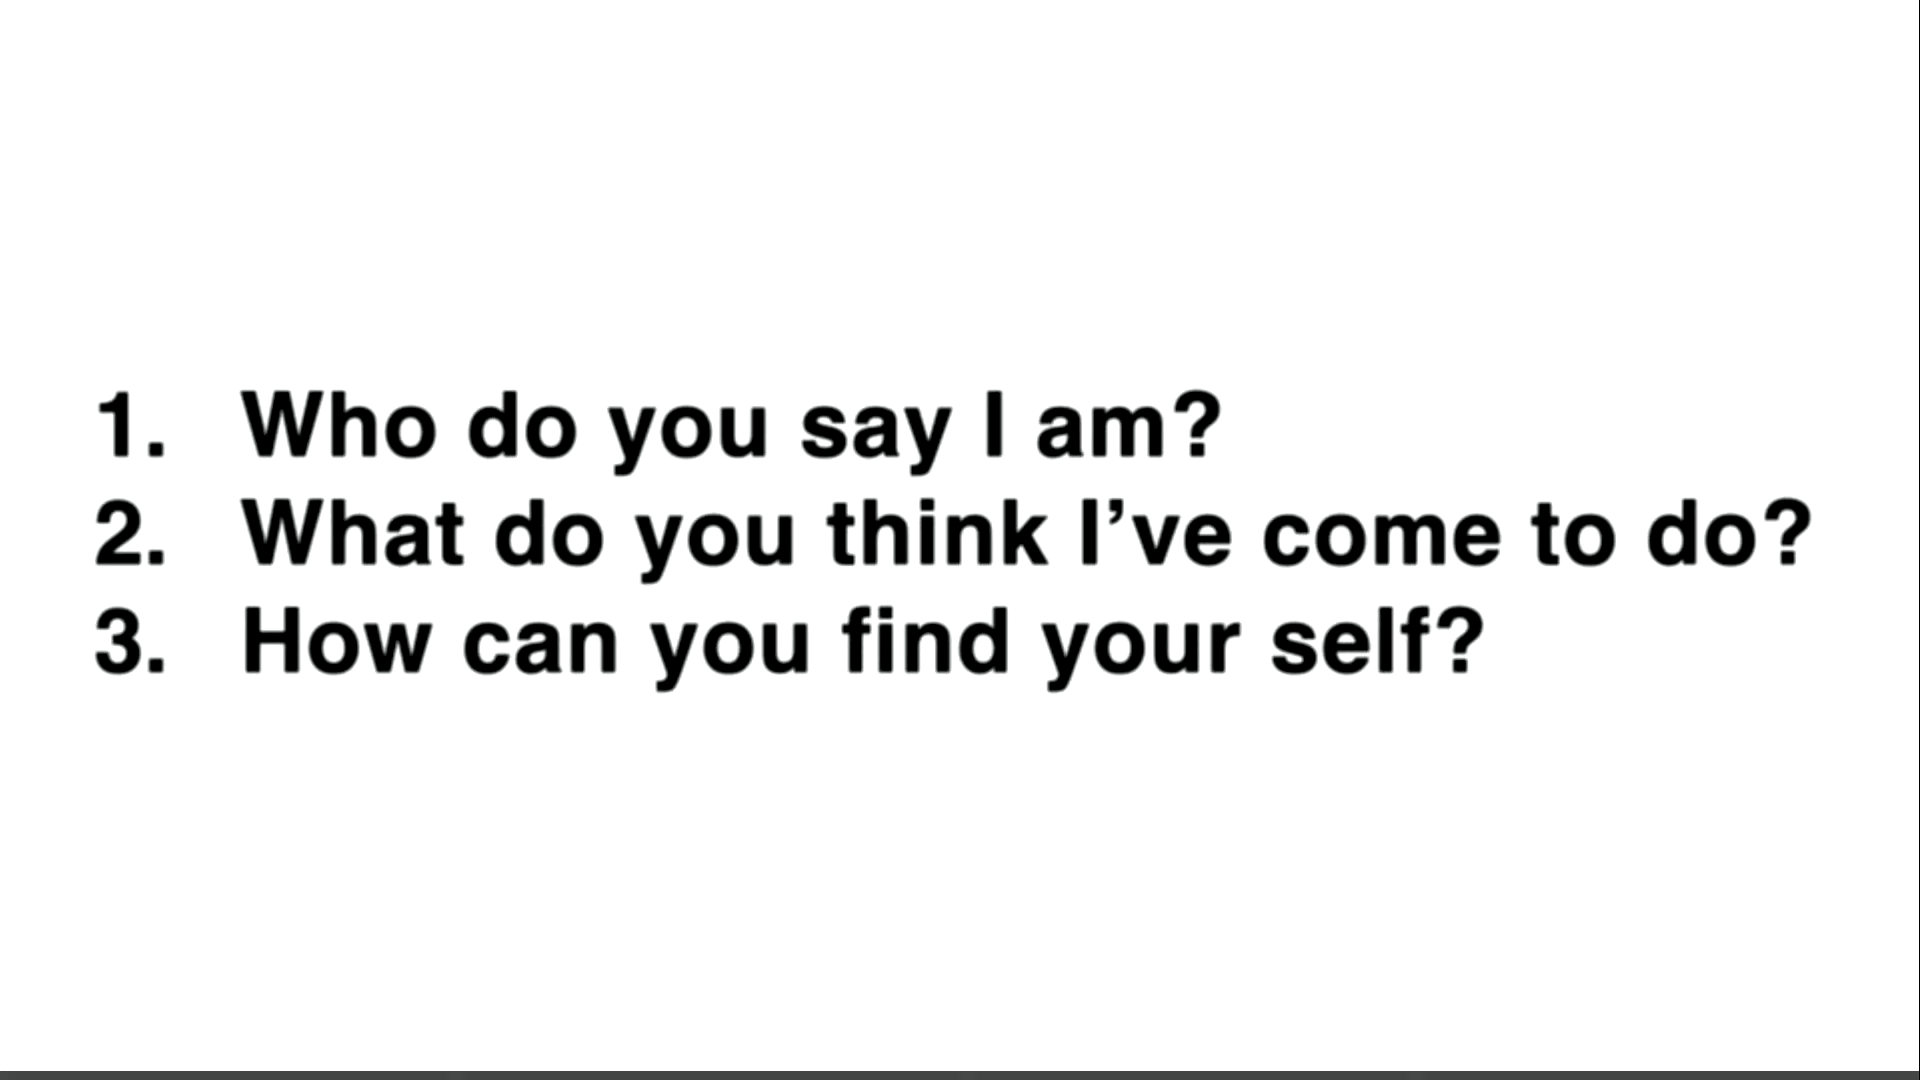 1. Who do you say I am?
2. What do you think I’ve come to do?
3. How can you find your self?